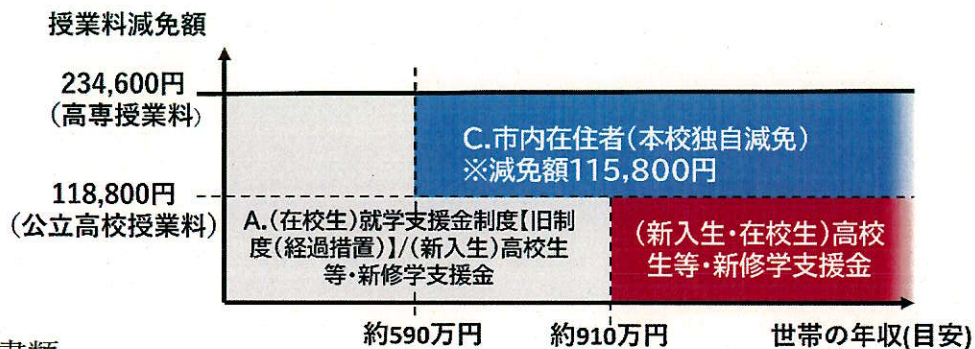 授業料減免額
234,600円
(高専授業料)
C.市内在住者(本校独自減免)
※減免額115,800円
118,800円
(公立高校授業料)
A.(在校生)就学支援金制度【旧制
度(経過措置)】/(新入生)高校生
等・新修学支援金
(新入生・在校生)高校
生等・新修学支援金
約590万円
約910万円
世帯の年収(目安)